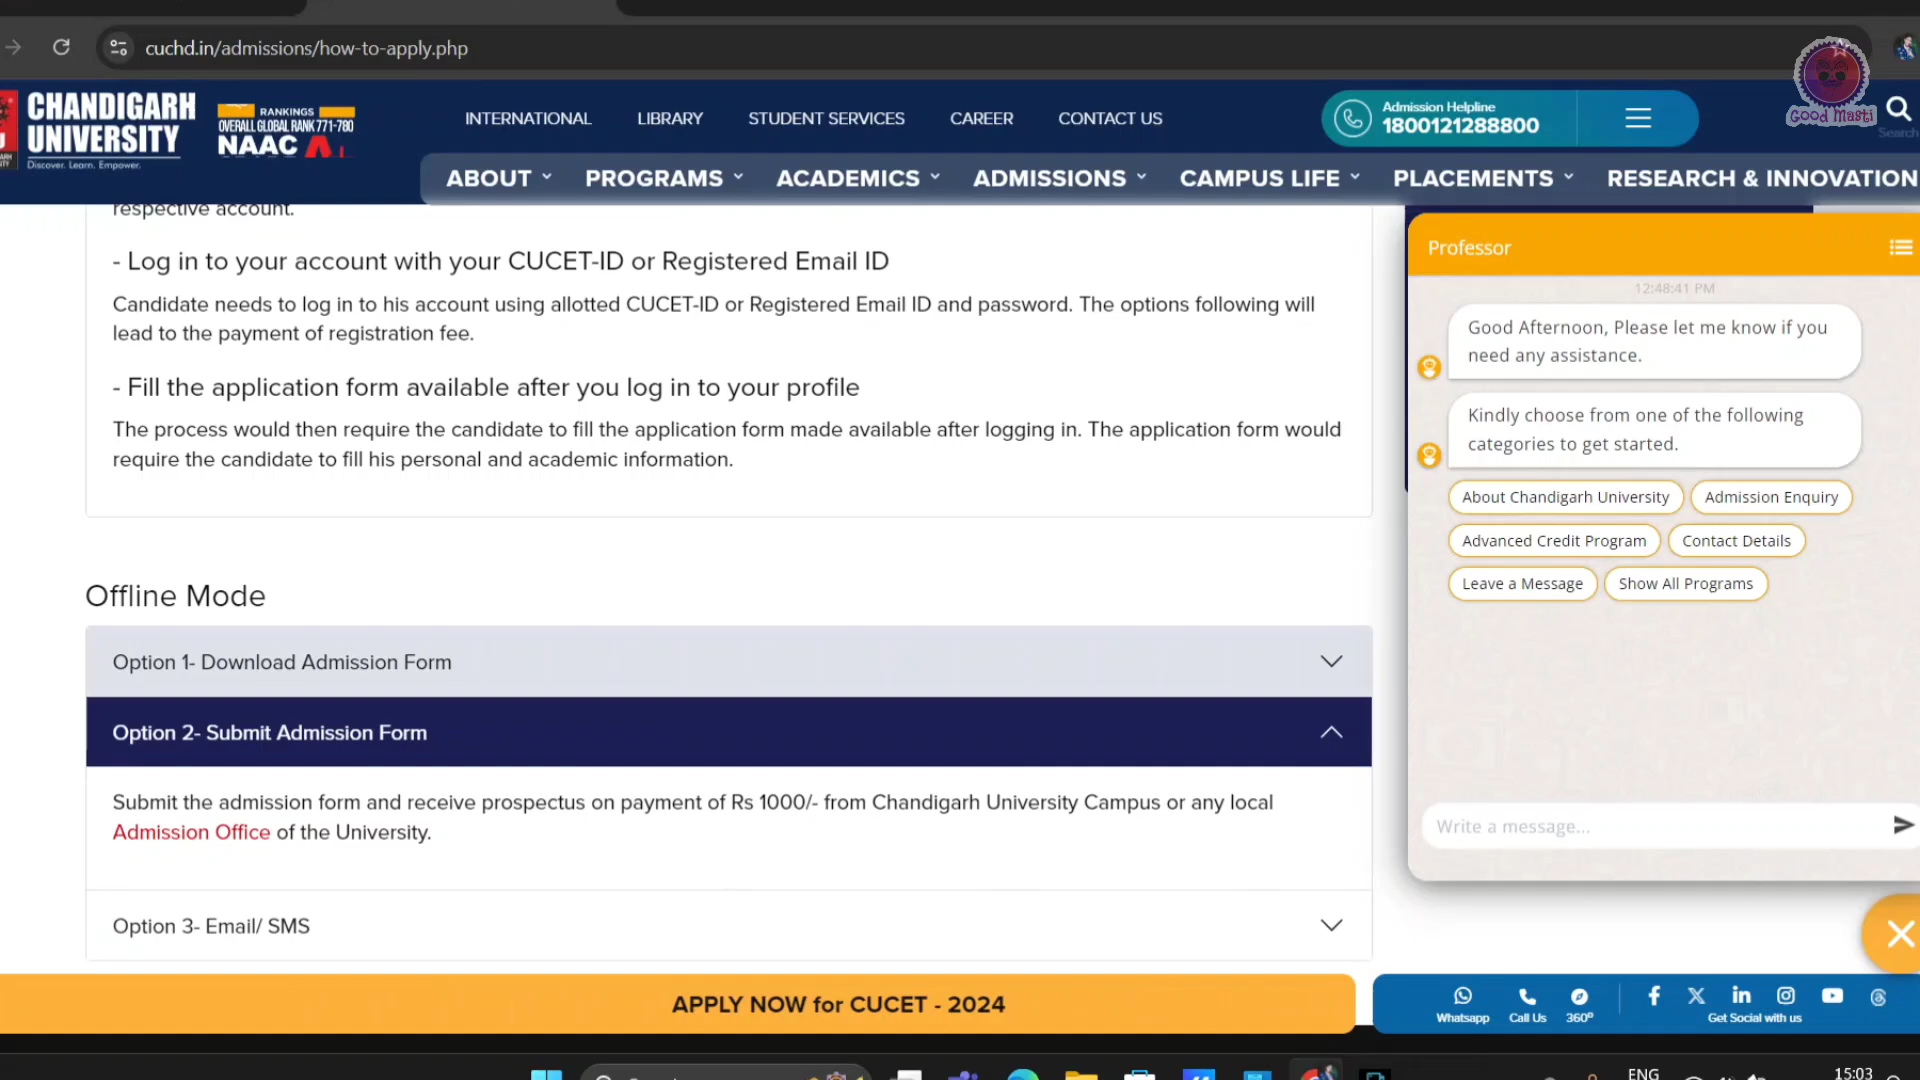 cuchd.in/admissions/how-to-apply.php
CHANDIGARH
UNIVERSITY
Discover. Learn. Empower.
RANKINGS
OVERALL GLOBAL RANK 771-780
NAAC A
INTERNATIONAL
LIBRARY
STUDENT SERVICES
CAREER
CONTACT US
Admission Helpline
1800121288800
Good Masti
Search
ABOUT
PROGRAMS
ACADEMICS
ADMISSIONS
CAMPUS LIFE
PLACEMENTS
RESEARCH & INNOVATION
respective account.
- Log in to your account with your CUCET-ID or Registered Email ID
Candidate needs to log in to his account using allotted CUCET-ID or Registered Email ID and password. The options following will
lead to the payment of registration fee.
- Fill the application form available after you log in to your profile
The process would then require the candidate to fill the application form made available after logging in. The application form would
require the candidate to fill his personal and academic information.
Offline Mode
Option 1- Download Admission Form
Option 2- Submit Admission Form
Submit the admission form and receive prospectus on payment of Rs 1000/- from Chandigarh University Campus or any local
Admission Office of the University.
Option 3- Email/ SMS
Professor
12:48:41 PM
Good Afternoon, Please let me know if you
need any assistance.
Kindly choose from one of the following
categories to get started.
About Chandigarh University
Admission Enquiry
Advanced Credit Program
Contact Details
Leave a Message
Show All Programs
Write a message...
APPLY NOW for CUCET - 2024
Whatsapp
Call Us
360°
Get Social with us
ENG
15:03